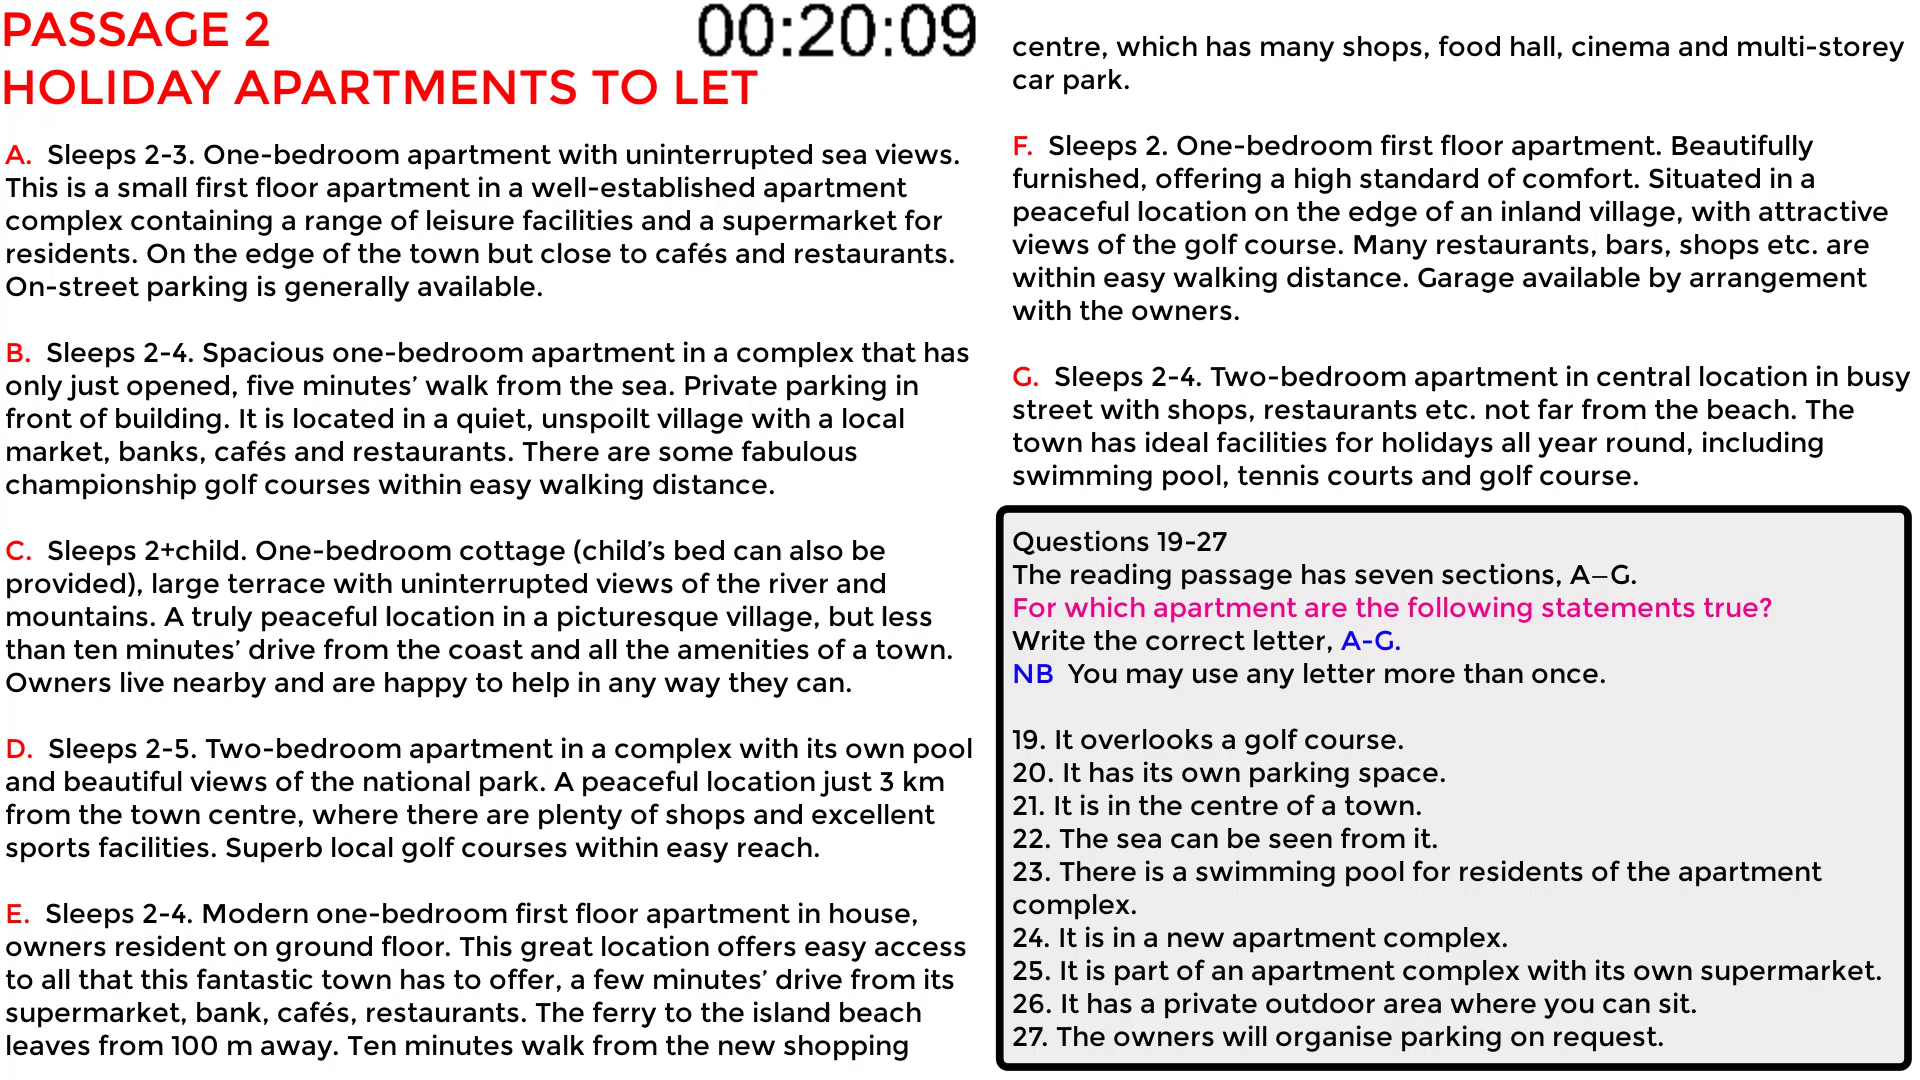 PASSAGE 2
00:20:09
HOLIDAY APARTMENTS TO LET
A. Sleeps 2-3. One-bedroom apartment with uninterrupted sea views.
This is a small first floor apartment in a well-established apartment
complex containing a range of leisure facilities and a supermarket for
residents. On the edge of the town but close to cafés and restaurants.
On-street parking is generally available.
B. Sleeps 2-4. Spacious one-bedroom apartment in a complex that has
only just opened, five minutes’ walk from the sea. Private parking in
front of building. It is located in a quiet, unspoilt village with a local
market, banks, cafés and restaurants. There are some fabulous
championship golf courses within easy walking distance.
C. Sleeps 2+child. One-bedroom cottage (child’s bed can also be
provided), large terrace with uninterrupted views of the river and
mountains. A truly peaceful location in a picturesque village, but less
than ten minutes’ drive from the coast and all the amenities of a town.
Owners live nearby and are happy to help in any way they can.
D. Sleeps 2-5. Two-bedroom apartment in a complex with its own pool
and beautiful views of the national park. A peaceful location just 3 km
from the town centre, where there are plenty of shops and excellent
sports facilities. Superb local golf courses within easy reach.
E. Sleeps 2-4. Modern one-bedroom first floor apartment in house,
owners resident on ground floor. This great location offers easy access
to all that this fantastic town has to offer, a few minutes’ drive from its
supermarket, bank, cafés, restaurants. The ferry to the island beach
leaves from 100 m away. Ten minutes walk from the new shopping
centre, which has many shops, food hall, cinema and multi-storey
car park.
F. Sleeps 2. One-bedroom first floor apartment. Beautifully
furnished, offering a high standard of comfort. Situated in a
peaceful location on the edge of an inland village, with attractive
views of the golf course. Many restaurants, bars, shops etc. are
within easy walking distance. Garage available by arrangement
with the owners.
G. Sleeps 2-4. Two-bedroom apartment in central location in busy
street with shops, restaurants etc. not far from the beach. The
town has ideal facilities for holidays all year round, including
swimming pool, tennis courts and golf course.
Questions 19-27
The reading passage has seven sections, A–G.
For which apartment are the following statements true?
Write the correct letter, A-G.
NB You may use any letter more than once.
19. It overlooks a golf course.
20. It has its own parking space.
21. It is in the centre of a town.
22. The sea can be seen from it.
23. There is a swimming pool for residents of the apartment
complex.
24. It is in a new apartment complex.
25. It is part of an apartment complex with its own supermarket.
26. It has a private outdoor area where you can sit.
27. The owners will organise parking on request.